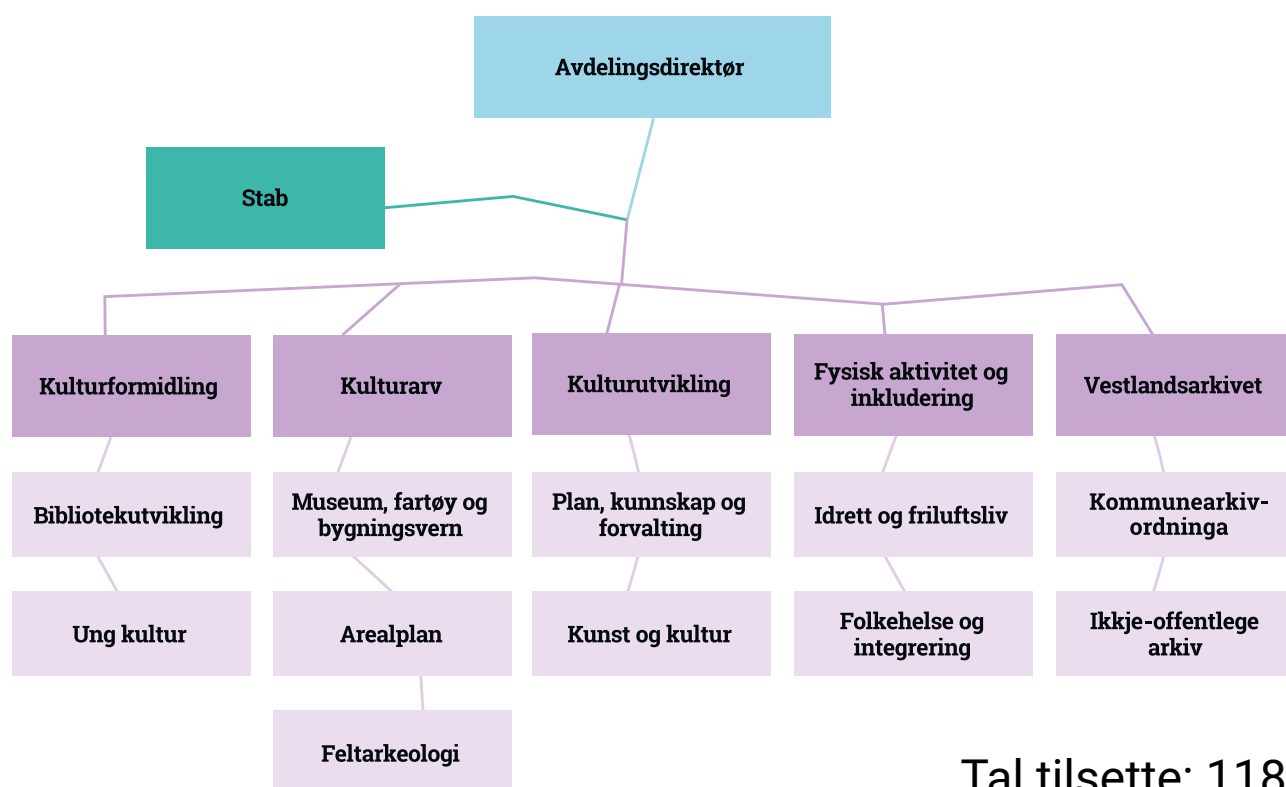 Avdelingsdirektør
Stab
Kulturformidling
Kulturarv
Kulturutvikling
Fysisk aktivitet og
inkludering
Vestlandsarkivet
Bibliotekutvikling
Museum, fartøy og
bygningsvern
Plan, kunnskap og
forvalting
Idrett og friluftsliv
Kommunearkiv-
ordninga
Ung kultur
Arealplan
Kunst og kultur
Folkehelse og
integrering
Ikkje-offentlege
arkiv
Feltarkeologi
Tal tilsette: 118